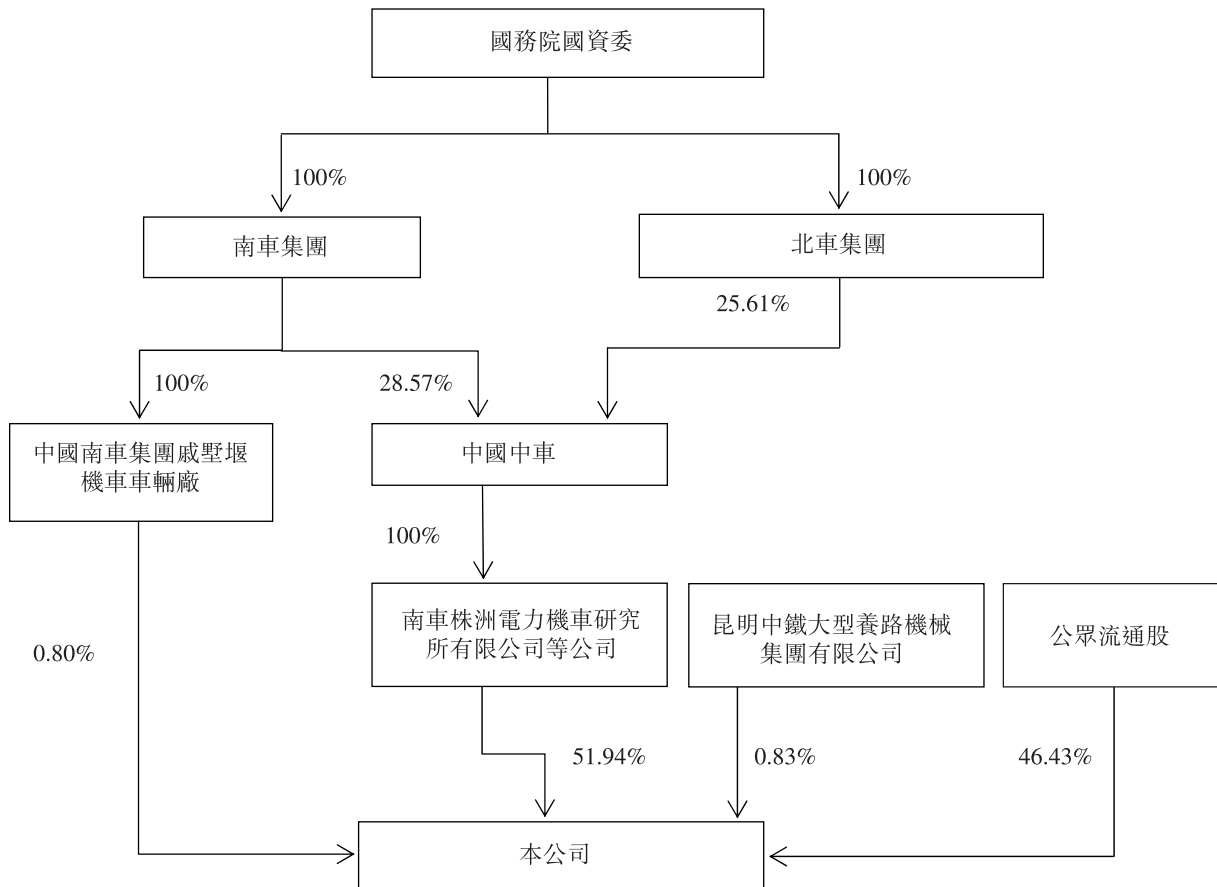 國務院國資委
100%
100%
南車集團
北車集團
25.61%
100%
28.57%
中國南車集團戚墅堰
機車車輛廠
中國中車
100%
南車株洲電力機車研究
所有限公司等公司
昆明中鐵大型養路機械
集團有限公司
公眾流通股
0.80%
51.94%
0.83%
46.43%
本公司